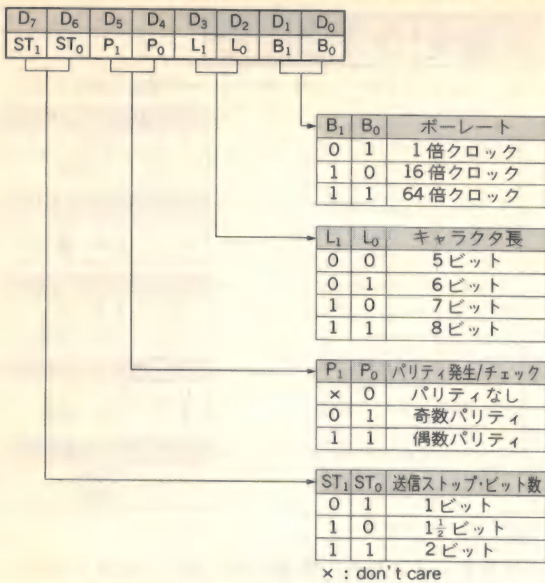 D₇ D₆ D₅ D₄ D₃ D₂ D₁ D₀
ST₁ ST₀ P₁ P₀ L₁ L₀ B₁ B₀
B₁ B₀ ボーレート
0 1 1倍クロック
1 0 16倍クロック
1 1 64倍クロック
L₁ L₀ キャラクタ長
0 0 5ビット
0 1 6ビット
1 0 7ビット
1 1 8ビット
P₁ P₀ パリティ発生/チェック
× 0 パリティなし
0 1 奇数パリティ
1 1 偶数パリティ
ST₁ ST₀ 送信ストップ・ビット数
0 1 1ビット
1 0 1½ビット
1 1 2ビット
× : don't care